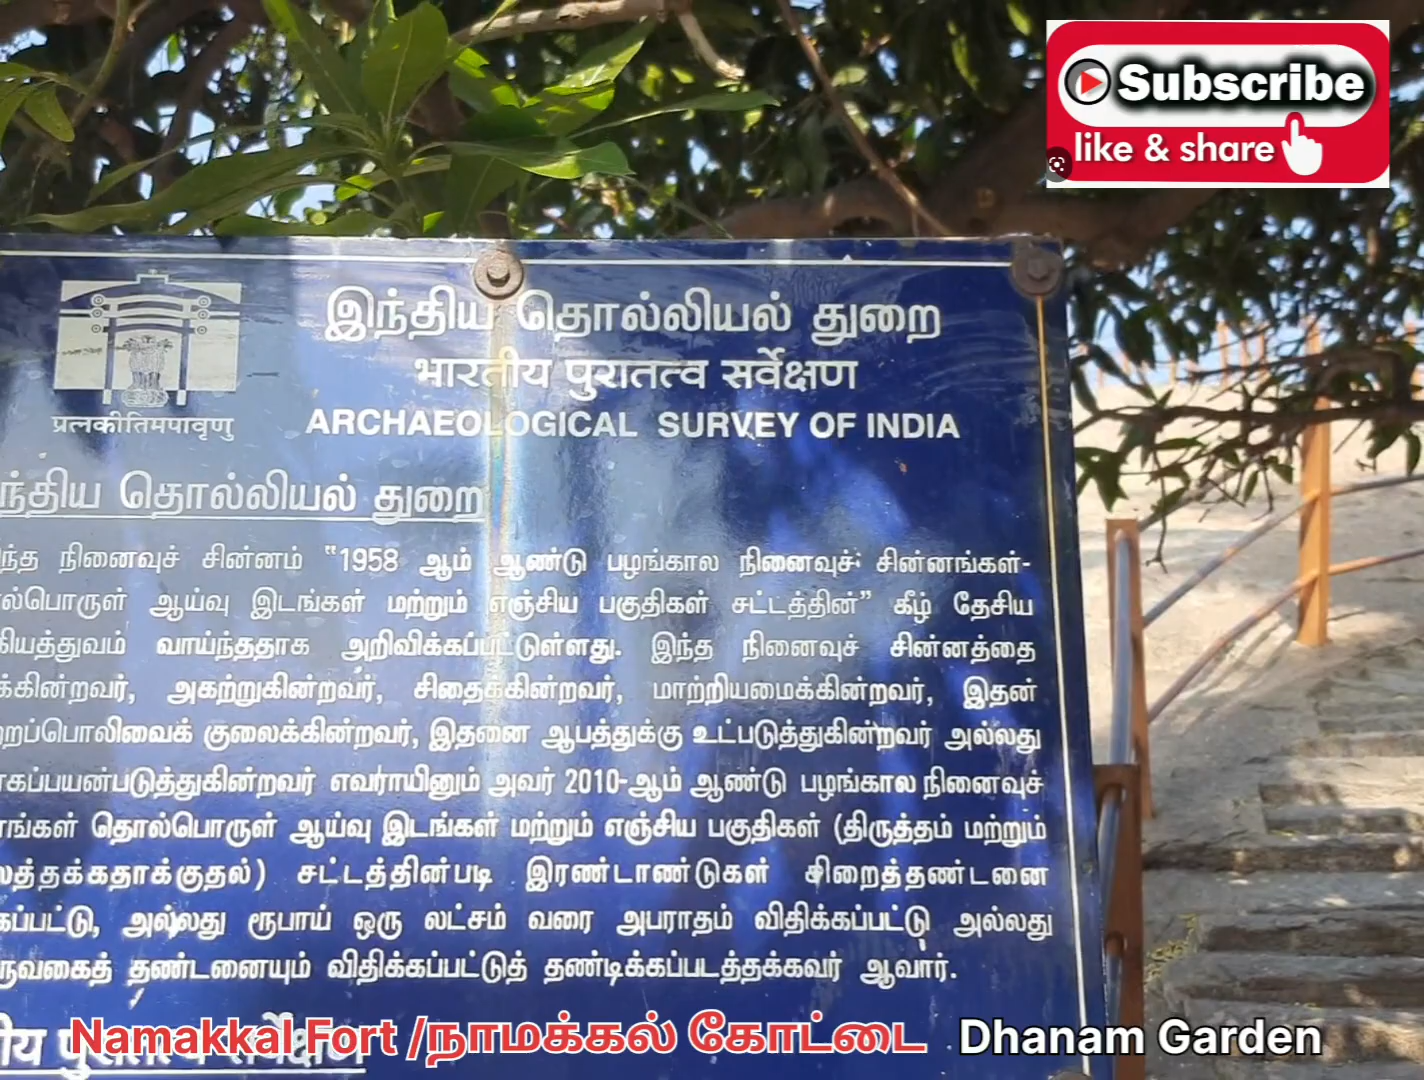 Subscribe
like & share
இந்திய தொல்லியல் துறை
भारतीय पुरातत्व सर्वेक्षण
ARCHAEOLOGICAL SURVEY OF INDIA
प्रत्नकीर्तिमपावृणु
ந்திய தொல்லியல் துறை
ந்த நினைவுச் சின்னம் "1958 ஆம் ஆண்டு பழங்கால நினைவுச் சின்னங்கள்-
ல்பொருள் ஆய்வு இடங்கள் மற்றும் எஞ்சிய பகுதிகள் சட்டத்தின்" கீழ் தேசிய
கியத்துவம் வாய்ந்ததாக அறிவிக்கப்பட்டுள்ளது. இந்த நினைவுச் சின்னத்தை
க்கின்றவர், அகற்றுகின்றவர், சிதைக்கின்றவர், மாற்றியமைக்கின்றவர், இதன்
றப்பொலிவைக் குலைக்கின்றவர், இதனை ஆபத்துக்கு உட்படுத்துகின்றவர் அல்லது
ாகப்பயன்படுத்துகின்றவர் எவராயினும் அவர் 2010-ஆம் ஆண்டு பழங்கால நினைவுச்
ங்கள் தொல்பொருள் ஆய்வு இடங்கள் மற்றும் எஞ்சிய பகுதிகள் (திருத்தம் மற்றும்
லத்தக்கதாக்குதல்) சட்டத்தின்படி இரண்டாண்டுகள் சிறைத்தண்டனை
கப்பட்டு, அல்லது ரூபாய் ஒரு லட்சம் வரை அபராதம் விதிக்கப்பட்டு அல்லது
ருவகைத் தண்டனையும் விதிக்கப்பட்டுத் தண்டிக்கப்படத்தக்கவர் ஆவார்.
Namakkal Fort /நாமக்கல் கோட்டை Dhanam Garden